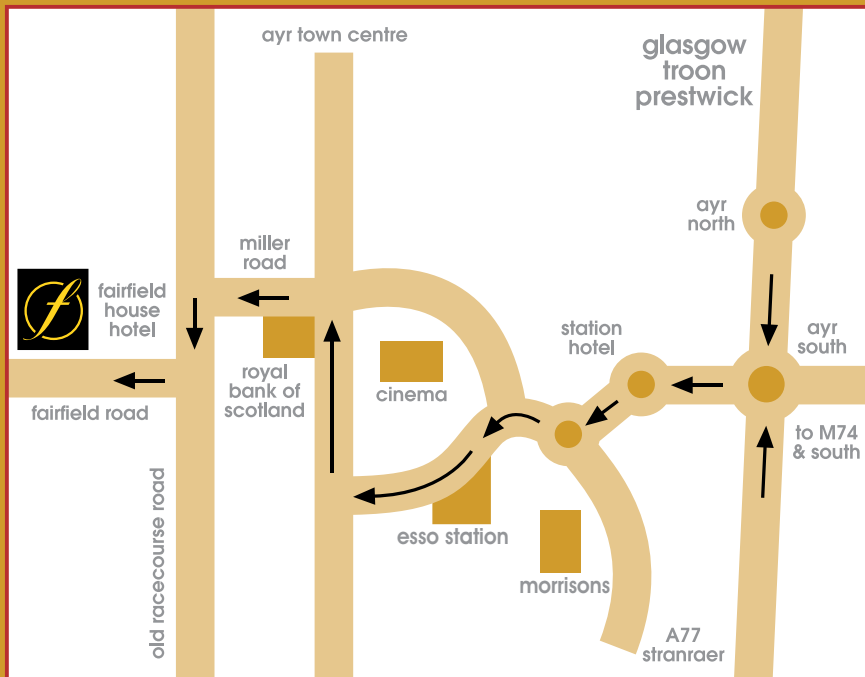 ayr town centre
glasgow
troon
prestwick
ayr
north
miller
road
fairfield
house
hotel
station
hotel
ayr
south
royal
bank of
scotland
cinema
fairfield road
to M74
& south
old racecourse road
esso station
morrisons
A77
stranraer